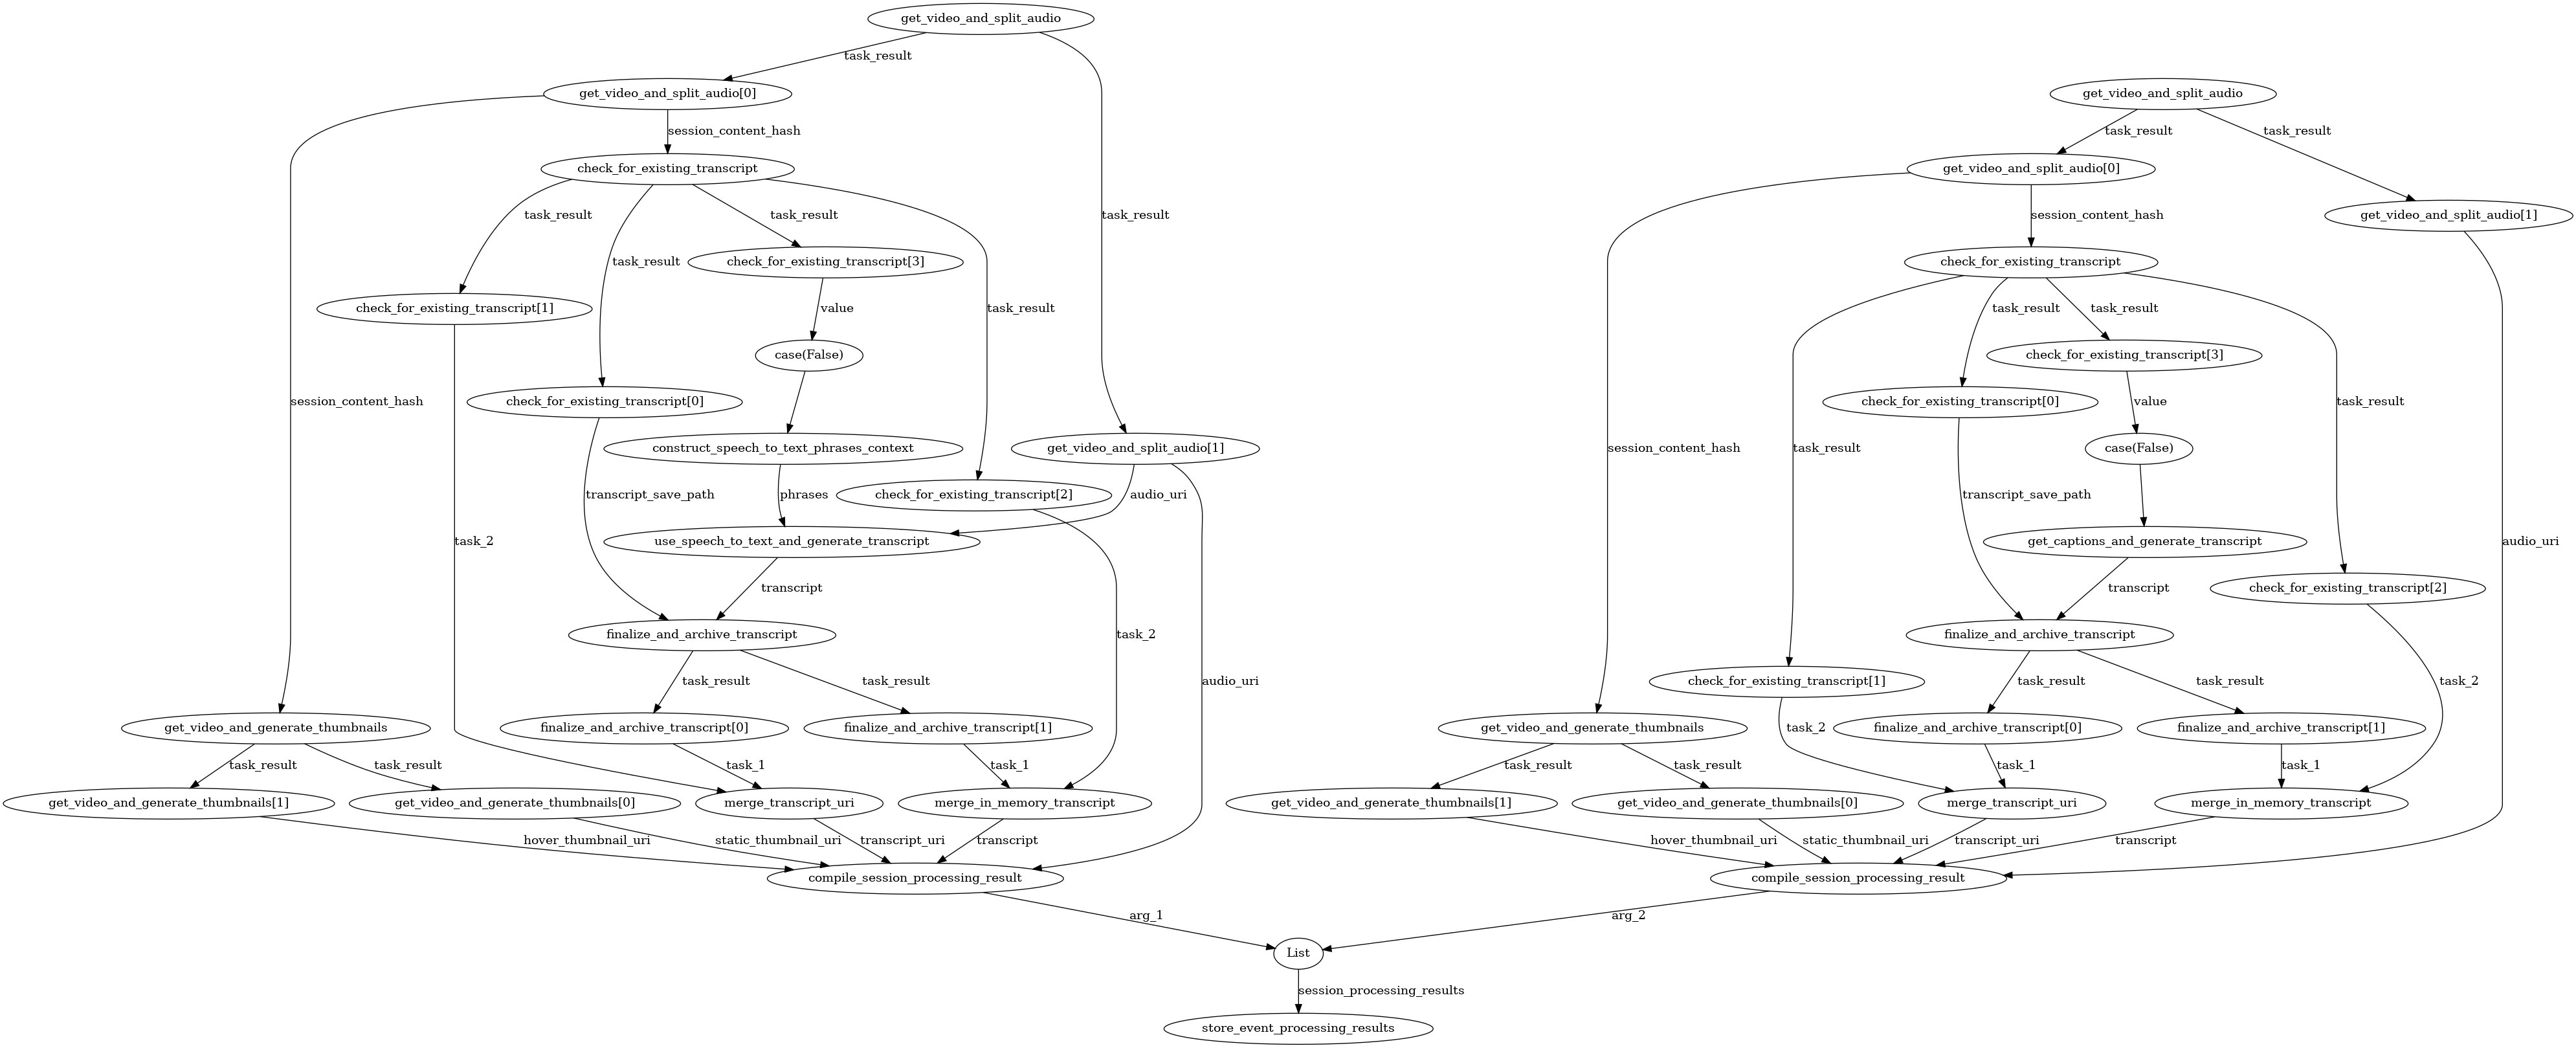 get_video_and_split_audio
task_result
get_video_and_split_audio[0]
get_video_and_split_audio
session_content_hash
task_result
task_result
check_for_existing_transcript
get_video_and_split_audio[0]
task_result
task_result
task_result
session_content_hash
get_video_and_split_audio[1]
task_result
check_for_existing_transcript[3]
check_for_existing_transcript
check_for_existing_transcript[1]
value
task_result
task_result
task_result
case(False)
check_for_existing_transcript[3]
session_content_hash
check_for_existing_transcript[0]
check_for_existing_transcript[0]
value
task_result
construct_speech_to_text_phrases_context
get_video_and_split_audio[1]
session_content_hash
task_result
case(False)
transcript_save_path
phrases
check_for_existing_transcript[2]
audio_uri
transcript_save_path
task_2
use_speech_to_text_and_generate_transcript
get_captions_and_generate_transcript
audio_uri
transcript
transcript
check_for_existing_transcript[2]
finalize_and_archive_transcript
task_2
finalize_and_archive_transcript
task_result
task_result
audio_uri
check_for_existing_transcript[1]
task_result
task_result
task_2
get_video_and_generate_thumbnails
finalize_and_archive_transcript[0]
finalize_and_archive_transcript[1]
get_video_and_generate_thumbnails
task_2
finalize_and_archive_transcript[0]
finalize_and_archive_transcript[1]
task_result
task_result
task_1
task_1
task_result
task_result
task_1
task_1
get_video_and_generate_thumbnails[1]
get_video_and_generate_thumbnails[0]
merge_transcript_uri
merge_in_memory_transcript
get_video_and_generate_thumbnails[1]
get_video_and_generate_thumbnails[0]
merge_transcript_uri
merge_in_memory_transcript
hover_thumbnail_uri
static_thumbnail_uri
transcript_uri
transcript
hover_thumbnail_uri
static_thumbnail_uri
transcript_uri
transcript
compile_session_processing_result
compile_session_processing_result
arg_1
arg_2
List
session_processing_results
store_event_processing_results